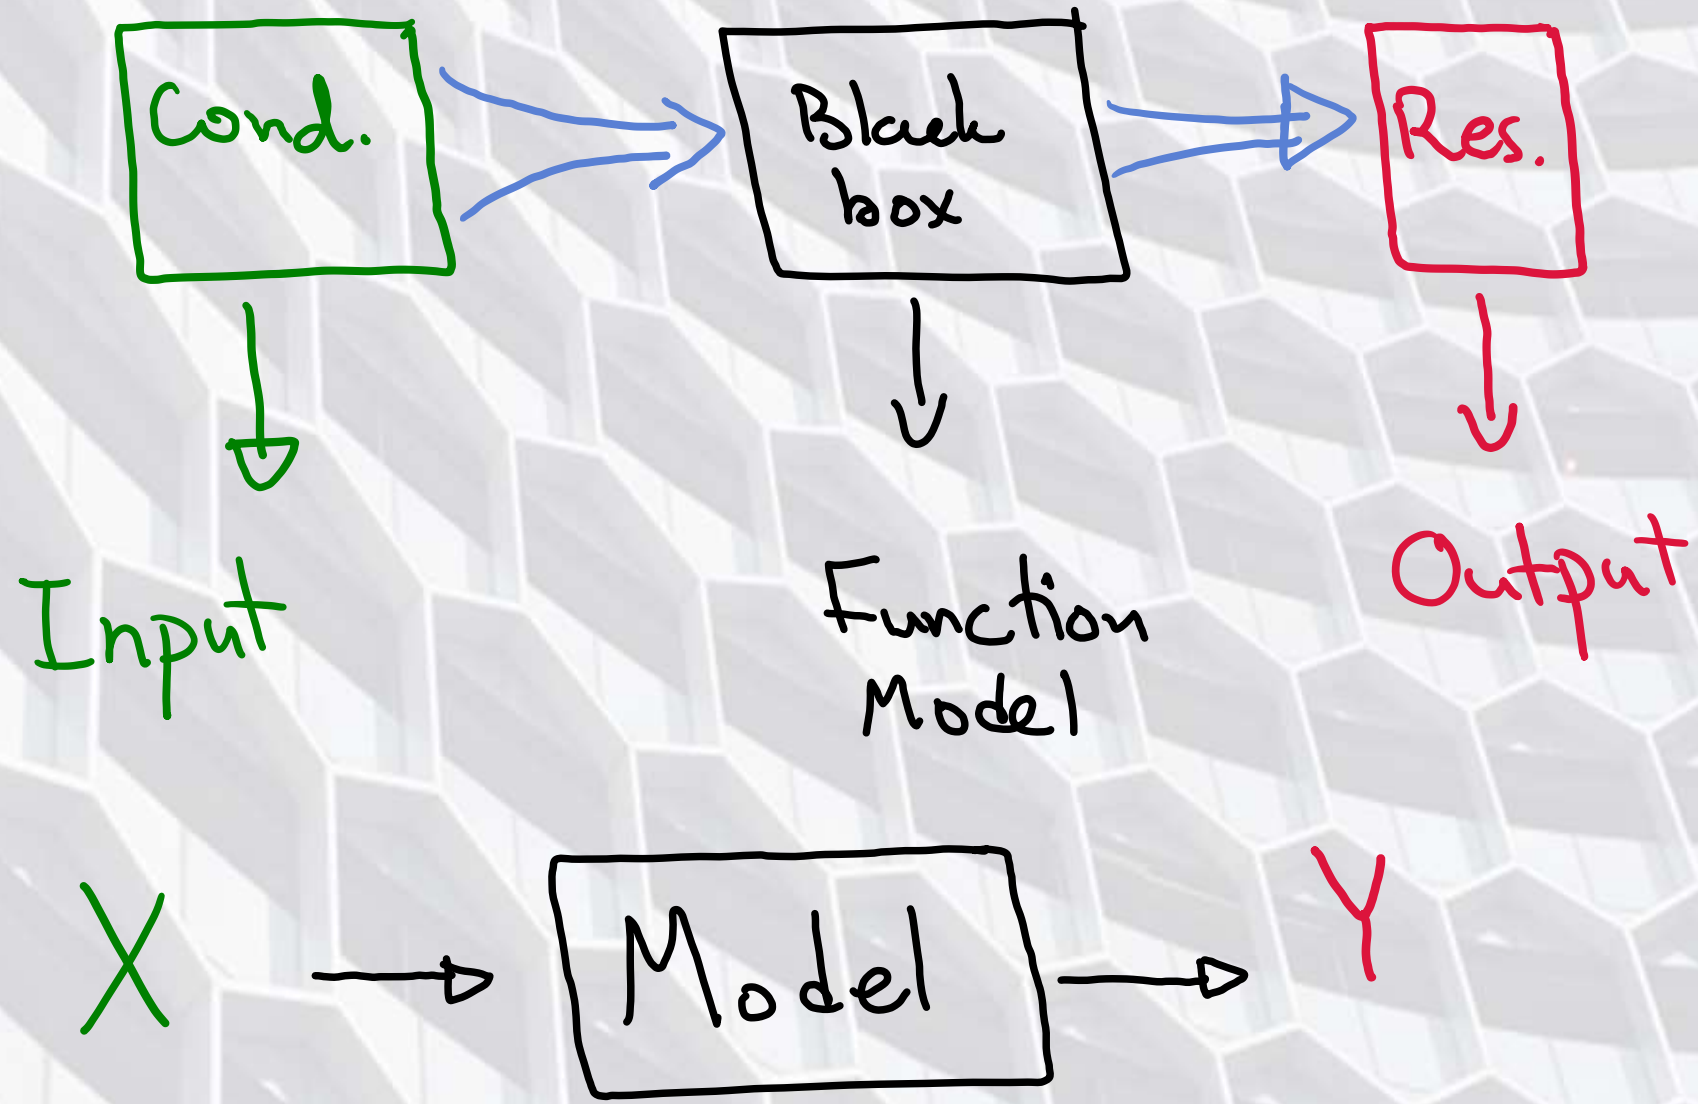 Cond.
Black
box
Res.
Input
Function
Model
Output
X
Model
Y